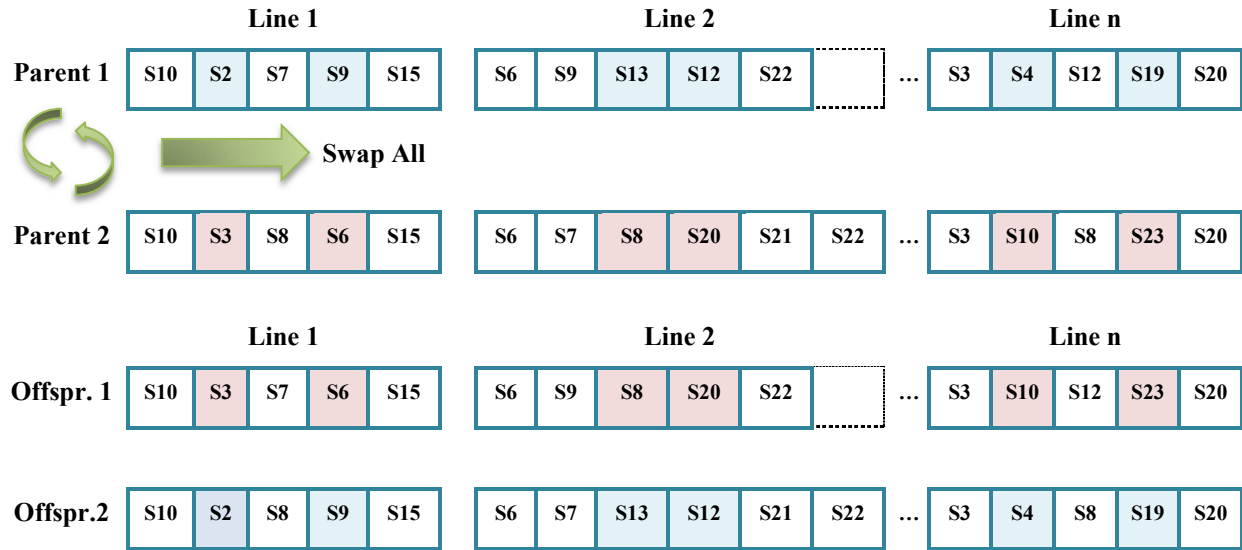 Line 1 Line 2 Line n
Parent 1 S10 S2 S7 S9 S15 S6 S9 S13 S12 S22 ... S3 S4 S12 S19 S20
Swap All
Parent 2 S10 S3 S8 S6 S15 S6 S7 S8 S20 S21 S22 ... S3 S10 S8 S23 S20
Line 1 Line 2 Line n
Offspr. 1 S10 S3 S7 S6 S15 S6 S9 S8 S20 S22 ... S3 S10 S12 S23 S20
Offspr.2 S10 S2 S8 S9 S15 S6 S7 S13 S12 S21 S22 ... S3 S4 S8 S19 S20